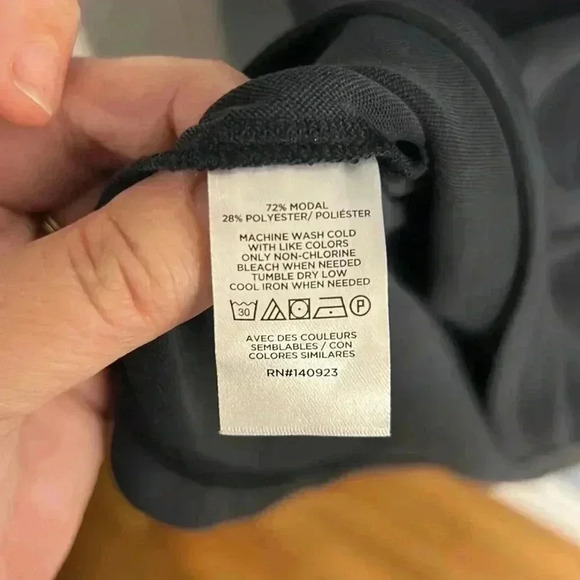 72% MODAL
28% POLYESTER/ POLIÉSTER
MACHINE WASH COLD
WITH LIKE COLORS
ONLY NON-CHLORINE
BLEACH WHEN NEEDED
TUMBLE DRY LOW
COOL IRON WHEN NEEDED
30 P
AVEC DES COULEURS
SEMBLABLES / CON
COLORES SIMILARES
RN#140923